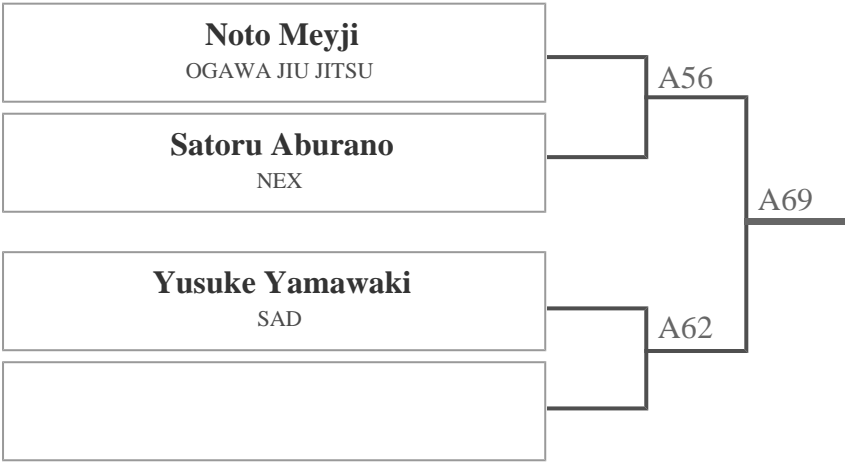 Noto Meyji
OGAWA JIU JITSU
A56
Satoru Aburano
NEX
A69
Yusuke Yamawaki
SAD
A62